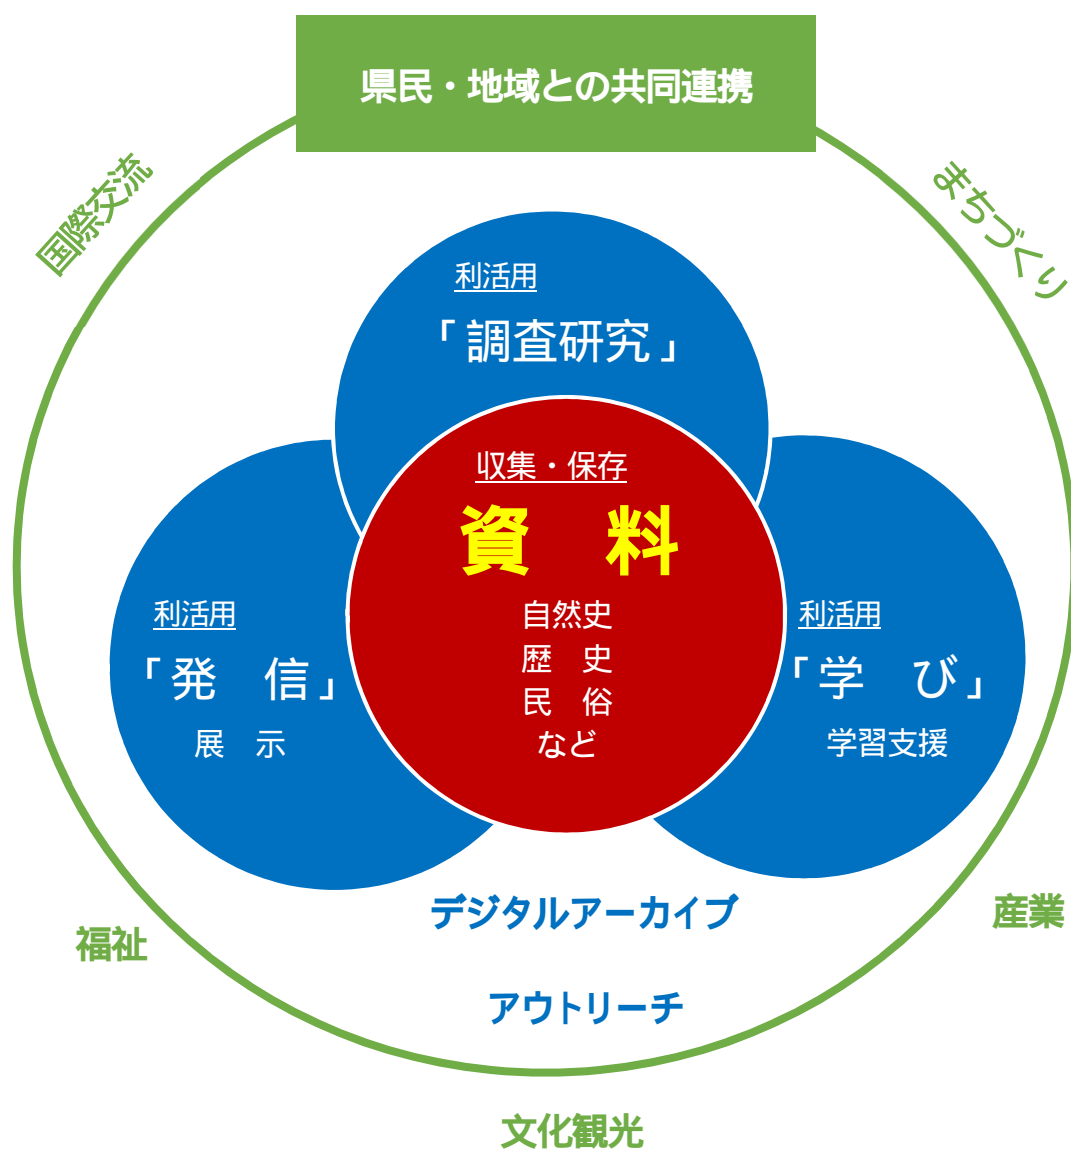 県民・地域との共同連携
国際交流
まちづくり
利活用
「調査研究」
収集・保存
資　料
自然史
歴　史
民　俗
など
利活用
「発　信」
展　示
利活用
「学　び」
学習支援
デジタルアーカイブ
アウトリーチ
福祉
産業
文化観光